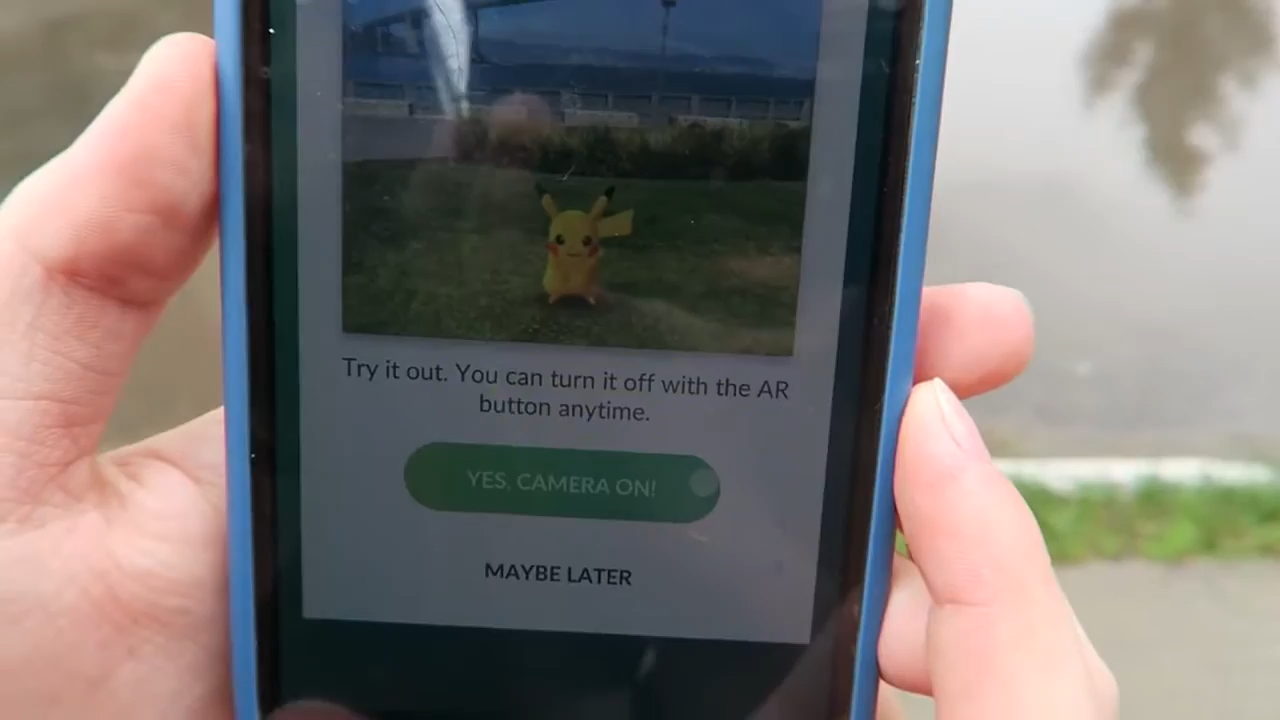 Try it out. You can turn it off with the AR
button anytime.
YES, CAMERA ON!
MAYBE LATER